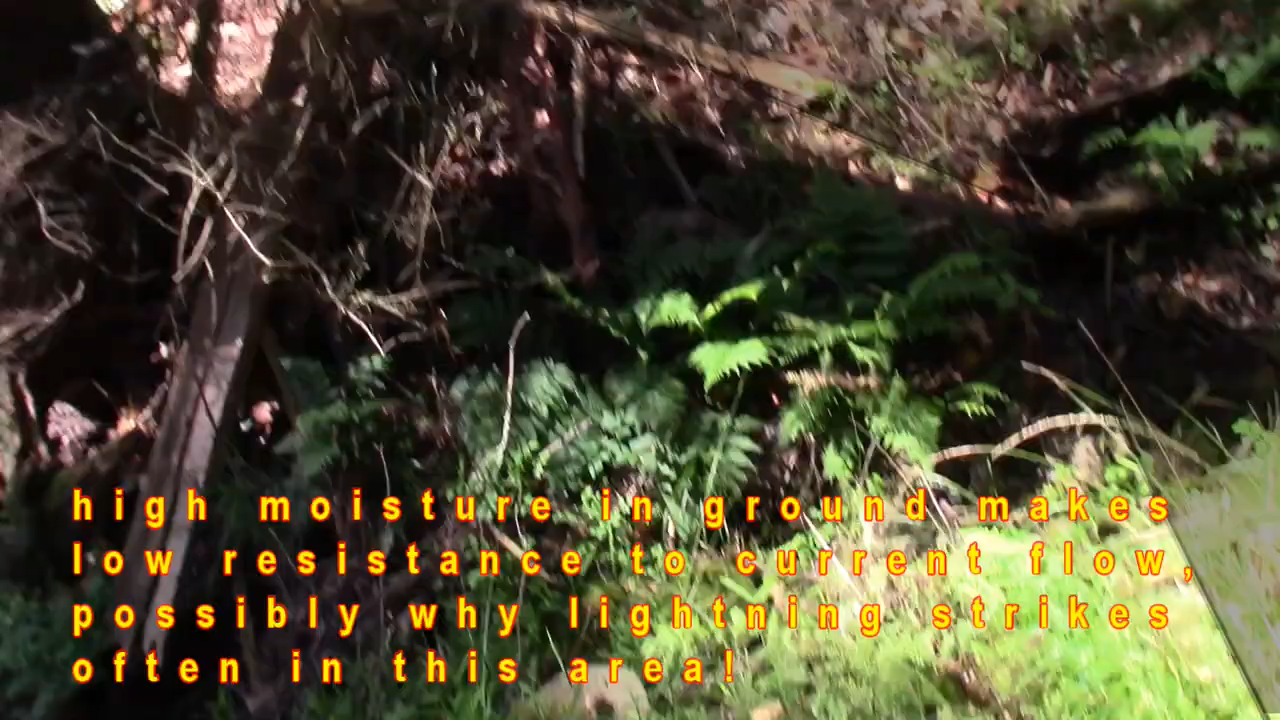 high moisture in ground makes
low resistance to current flow,
possibly why lightning strikes
often in this area!